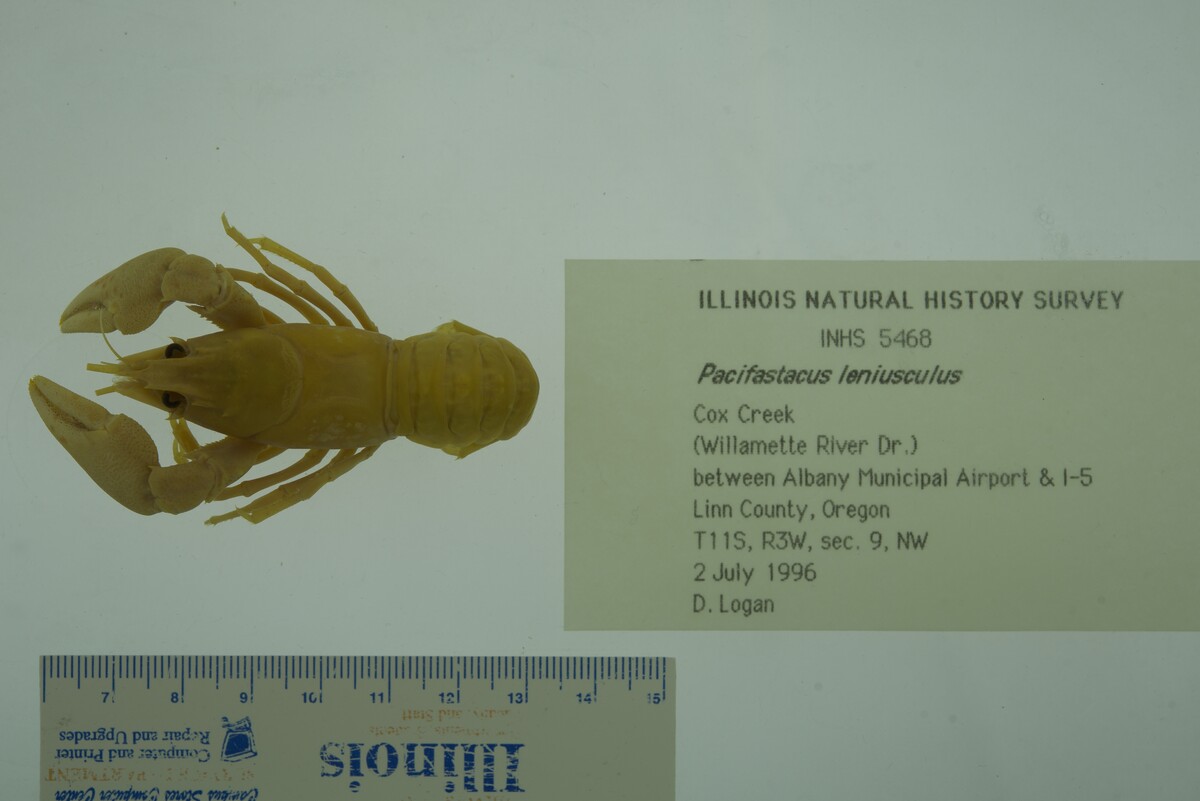 ILLINOIS NATURAL HISTORY SURVEY
INHS 5468
Pacifastacus leniusculus
Cox Creek
(Willamette River Dr.)
between Albany Municipal Airport & I-5
Linn County, Oregon
T11S, R3W, sec. 9, NW
2 July 1996
D. Logan
7 8 9 10 11 12 13 14 15
Illinois
Computer and Printer
Repair and Upgrades